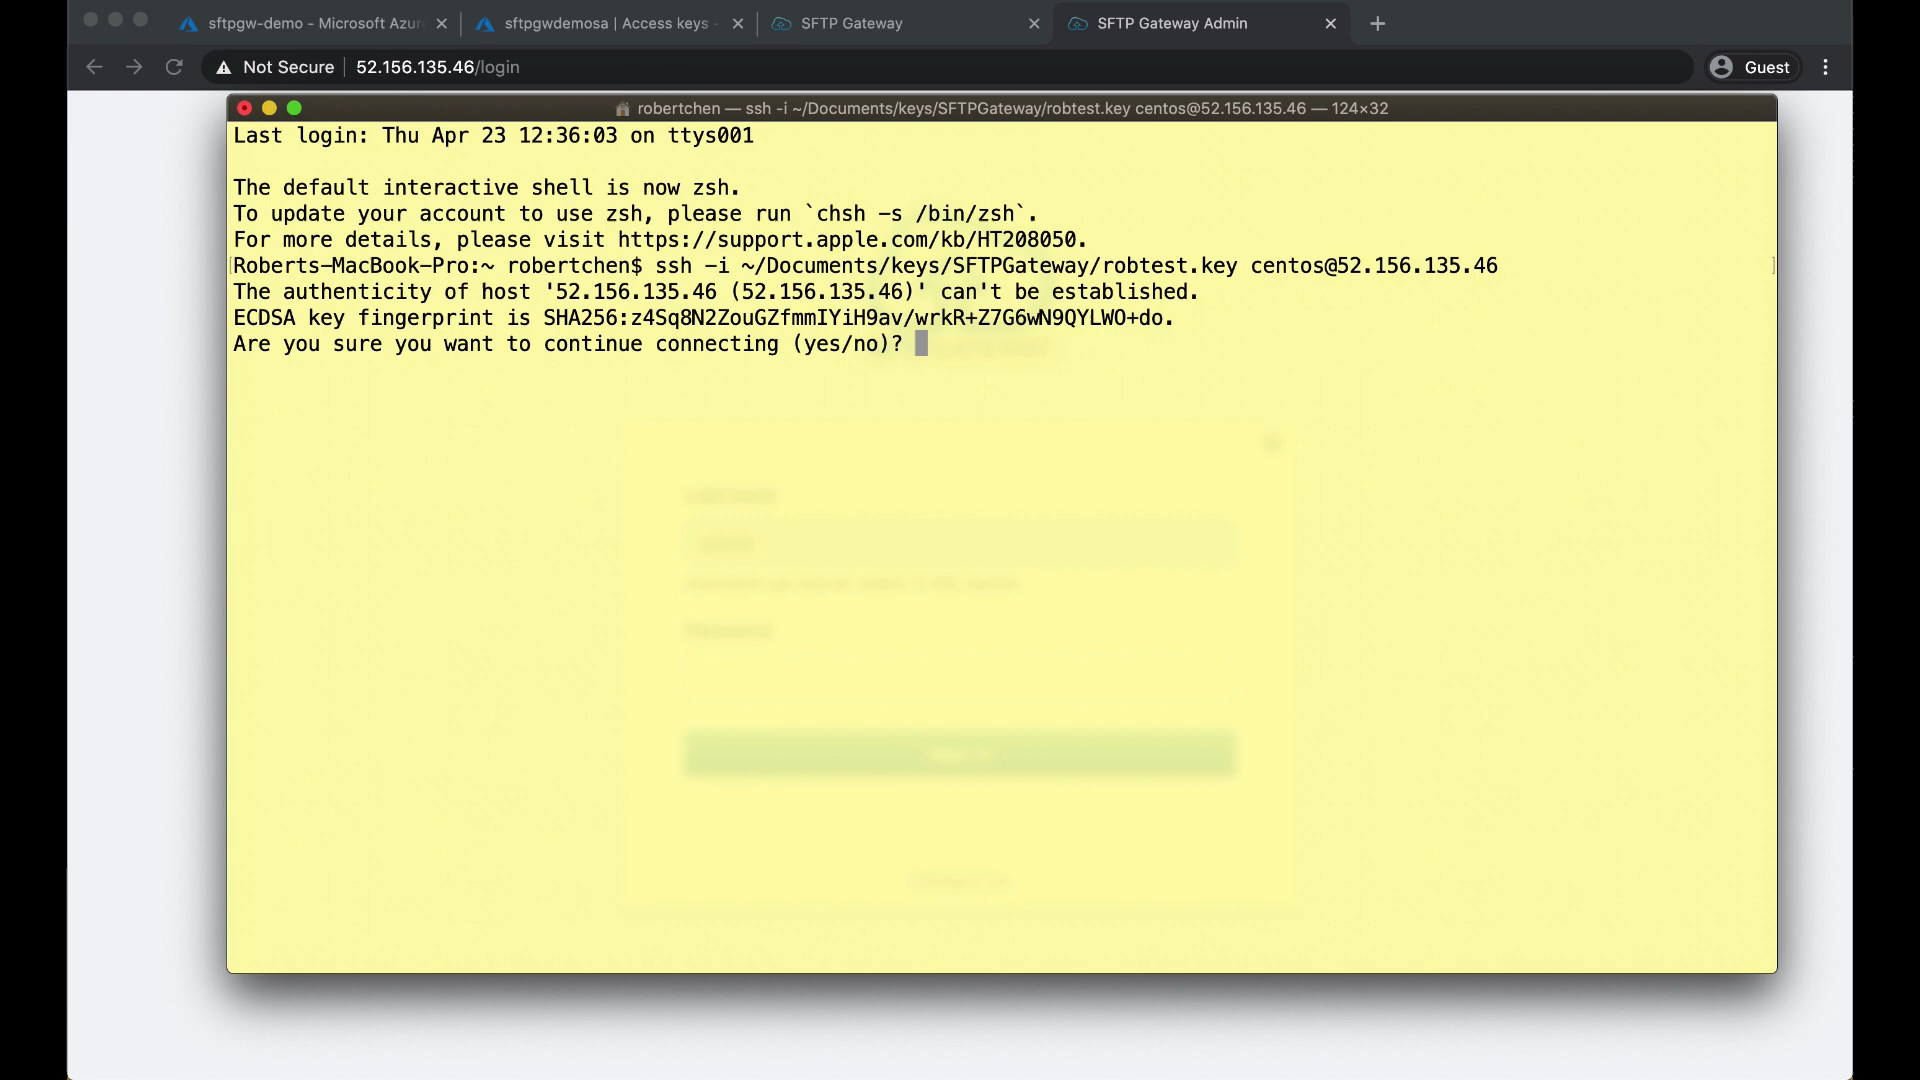 sftpgw-demo - Microsoft Azur
sftpgwdemosa | Access keys -
SFTP Gateway
SFTP Gateway Admin
Not Secure
52.156.135.46/login
Guest
robertchen — ssh -i ~/Documents/keys/SFTPGateway/robtest.key centos@52.156.135.46 — 124×32
Last login: Thu Apr 23 12:36:03 on ttys001
The default interactive shell is now zsh.
To update your account to use zsh, please run `chsh -s /bin/zsh`.
For more details, please visit https://support.apple.com/kb/HT208050.
Roberts-MacBook-Pro:~ robertchen$ ssh -i ~/Documents/keys/SFTPGateway/robtest.key centos@52.156.135.46
The authenticity of host '52.156.135.46 (52.156.135.46)' can't be established.
ECDSA key fingerprint is SHA256:z4Sq8N2ZouGZfmmIYiH9av/wrkR+Z7G6wN9QYLWO+do.
Are you sure you want to continue connecting (yes/no)?